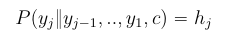 P(y_j‖y_{j−1}, .., y_1, c) = h_j